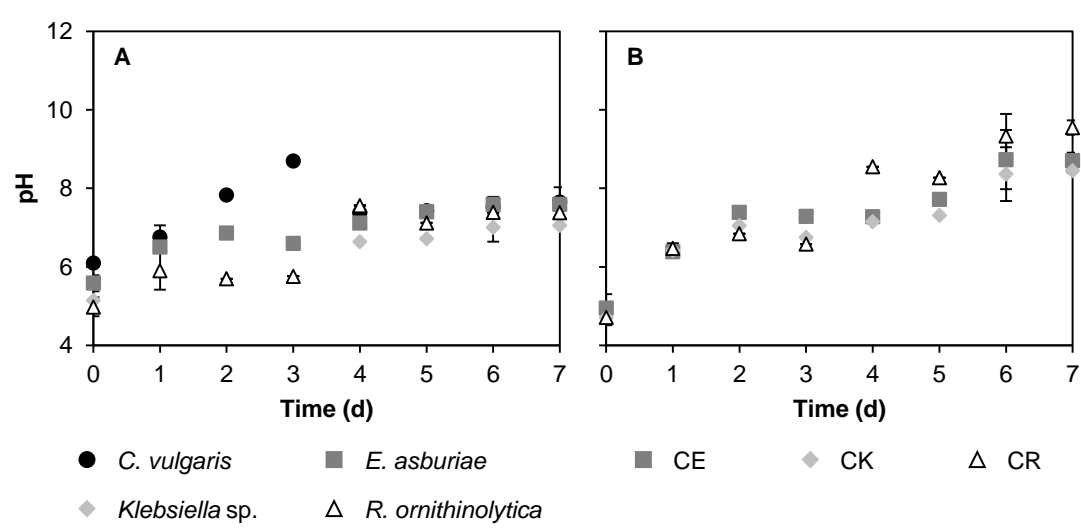 12
10
8
6
4
pH
A
B
0 1 2 3 4 5 6 7
0 1 2 3 4 5 6 7
Time (d)
Time (d)
C. vulgaris
E. asburiae
CE
CK
CR
Klebsiella sp.
R. ornithinolytica